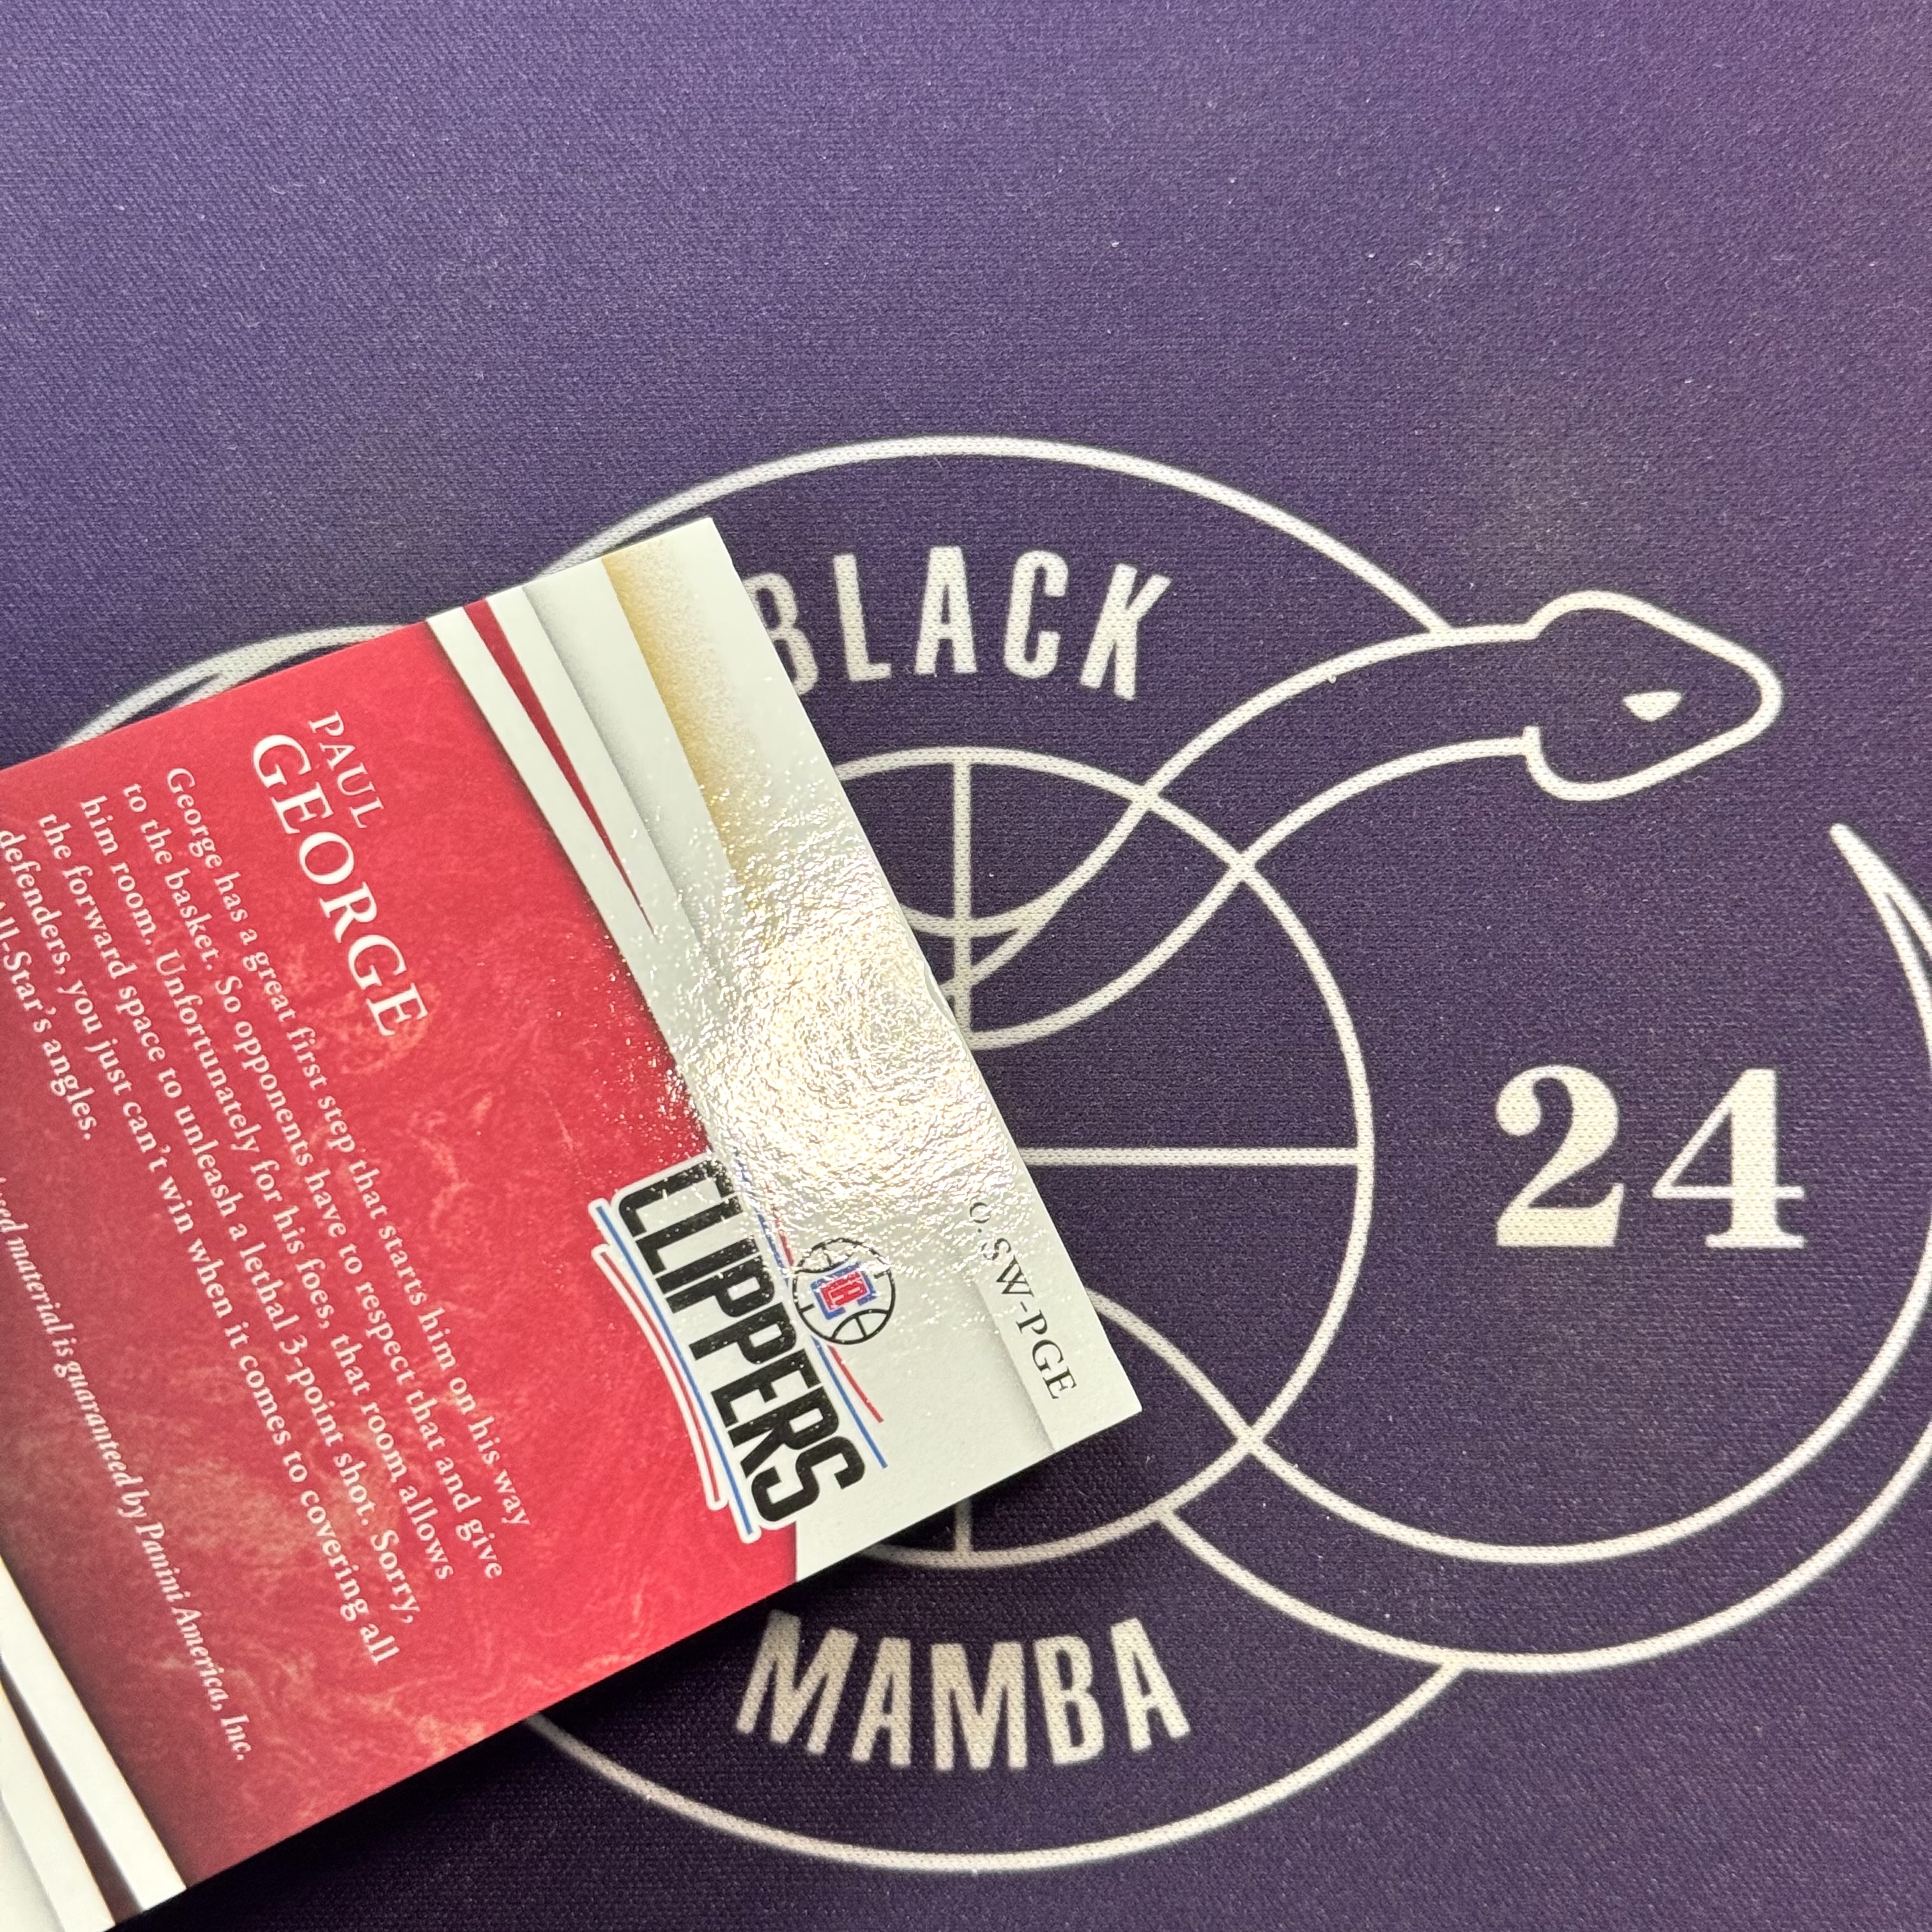 BLACK
24
MAMBA
o. SW-PGE
LA
CLIPPERS
PAUL
GEORGE
George has a great first step that starts him on his way
to the basket. So opponents have to respect that and give
him room. Unfortunately for his foes, that room allows
the forward space to unleash a lethal 3-point shot. Sorry,
defenders, you just can't win when it comes to covering all
All-Star's angles.
material is guaranteed by Panini America, Inc.